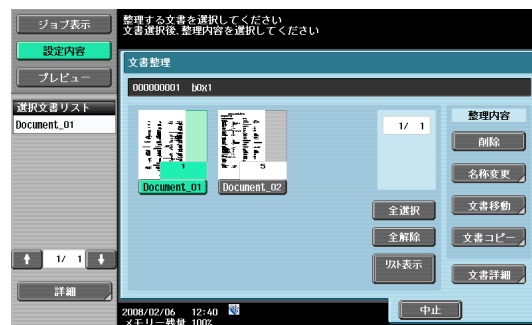 ジョブ表示
設定内容
プレビュー
選択文書リスト
Document_01
1/ 1
詳細
整理する文書を選択してください
文書選択後、整理内容を選択してください
文書整理
000000001 box1
1
Document_01
5
Document_02
1/ 1
全選択
全解除
リスト表示
整理内容
削除
名称変更
文書移動
文書コピー
文書詳細
2008/02/06 12:40
メモリー残量 100%
中止